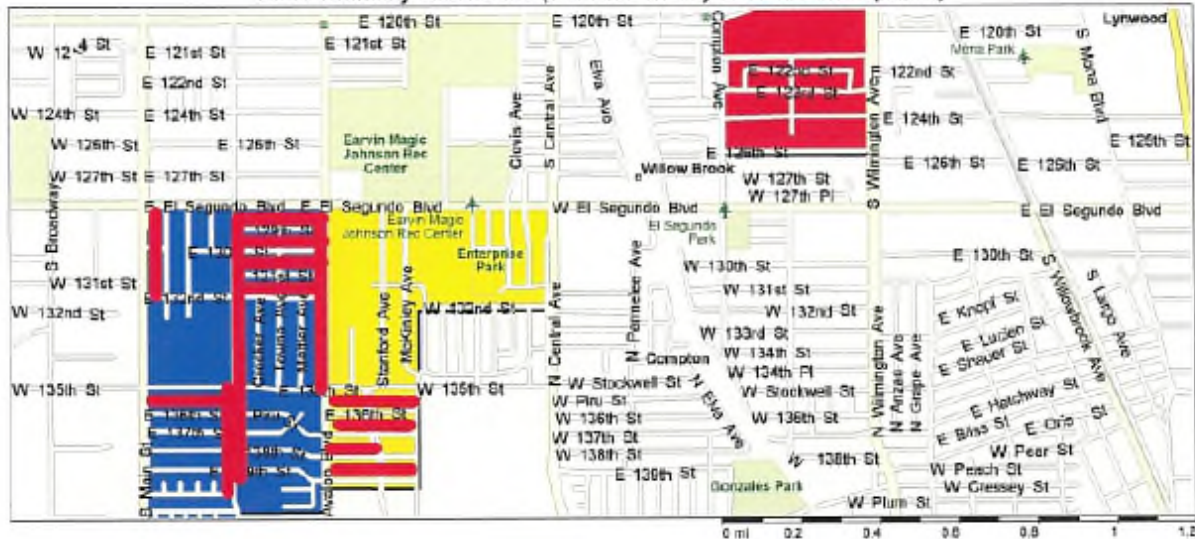 E 120th St
E 120th St
Lynwood
E 121st St
E 121st St
E 122nd St
W 124th St
E 124th St
W 126th St
E 126th St
W 127th St
E 127th St
S Broadway
Earvin Magic
Johnson Rec
Center
Clovis Ave
S Central Ave
Elva Ave
Compton Ave
E 122nd St
E 123rd St
122nd St
Mona Park
S Mona Blvd
E 124th St
E 126th St
Willow Brook
W 127th St
W 127th Pl
S Wilmington Ave
E El Segundo Blvd
E El Segundo Blvd
W El Segundo Blvd
E El Segundo Blvd
Earvin Magic
Johnson Rec Center
El Segundo
Park
Enterprise
Park
W 131st St
W 132nd St
W 132nd St
Stanford Ave
McKinley Ave
W 135th St
W 135th St
E 136th St
S Main St
Avalon Blvd
N Central Ave
N Parmelee Ave
W 130th St
W 131st St
W 132nd St
W 133rd St
W 134th St
W 134th Pl
Compton
W Stockwell St
W Stockwell St
W Piru St
W 136th St
W 136th St
W 137th St
W 138th St
E 139th St
N Elva Ave
W 138th St
Gonzales Park
N Wilmington Ave
N Anzac Ave
N Grape Ave
E 130th St
S Willowbrook Ave
S Largo Ave
E Knopf St
E Lucien St
E Shauer St
E Hatchway St
E Bliss St
E Oris St
W Pear St
W Peach St
W Cressey St
W Plum St
0 mi
0.2
0.4
0.6
0.8
1.0